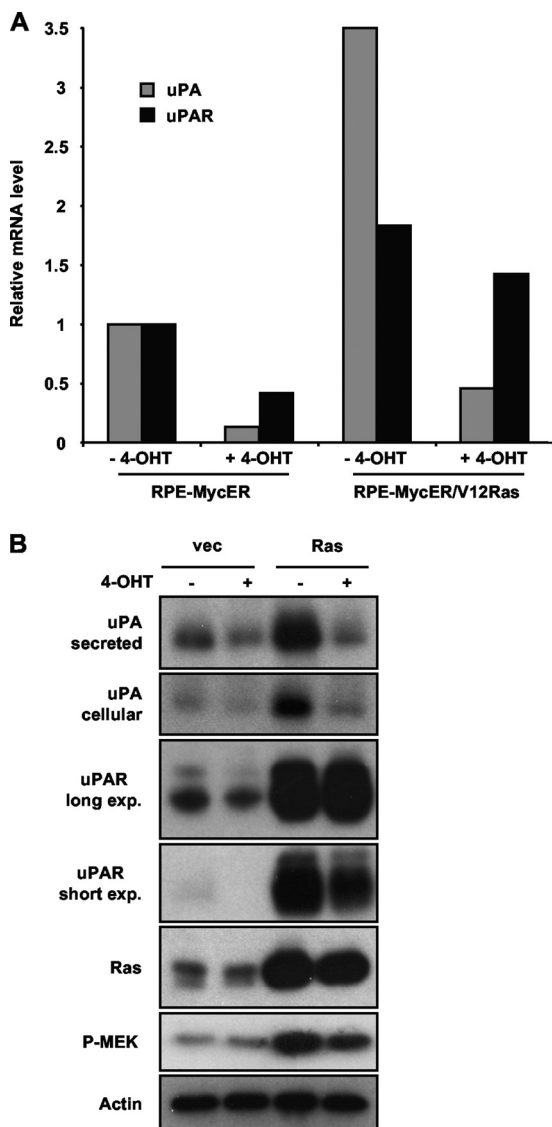 A
3.5
3
2.5
2
1.5
1
0.5
0
Relative mRNA level
uPA
uPAR
- 4-OHT + 4-OHT - 4-OHT + 4-OHT
RPE-MycER RPE-MycER/V12Ras
B
vec Ras
4-OHT - + - +
uPA
secreted
uPA
cellular
uPAR
long exp.
uPAR
short exp.
Ras
P-MEK
Actin